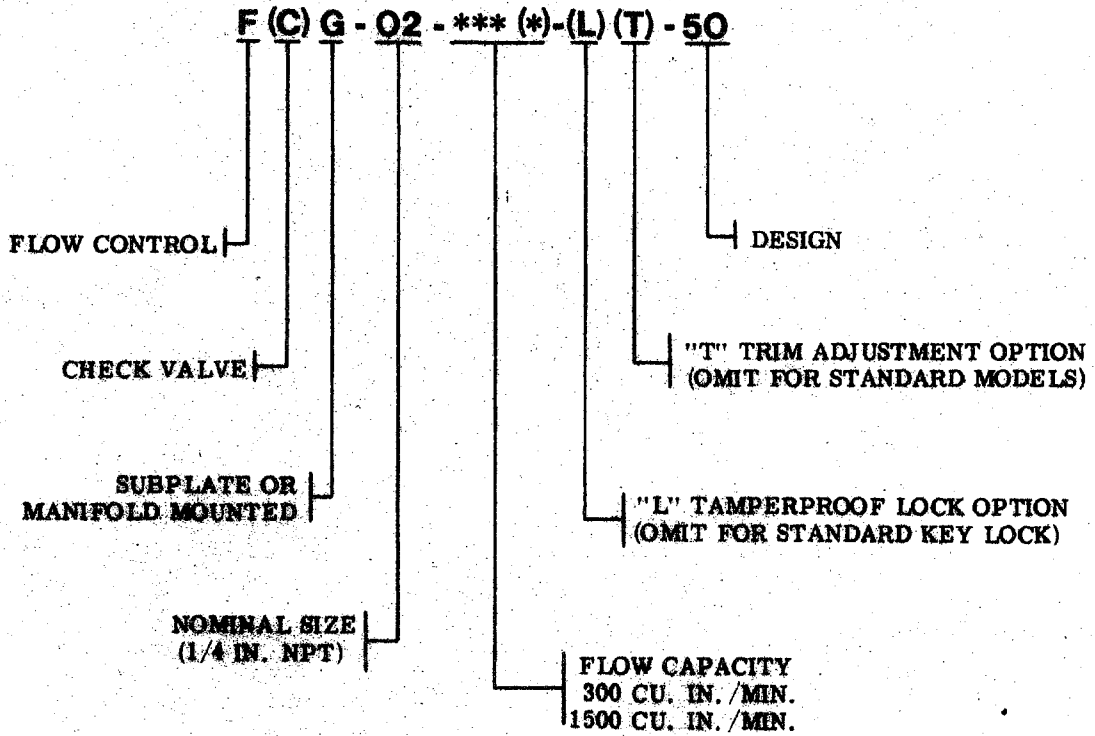 F (C) G - 02 - *** (*)-(L) (T) - 50
FLOW CONTROL
DESIGN
CHECK VALVE
"T" TRIM ADJUSTMENT OPTION
(OMIT FOR STANDARD MODELS)
SUBPLATE OR
MANIFOLD MOUNTED
"L" TAMPERPROOF LOCK OPTION
(OMIT FOR STANDARD KEY LOCK)
NOMINAL SIZE
(1/4 IN. NPT)
FLOW CAPACITY
300 CU. IN./MIN.
1500 CU. IN./MIN.